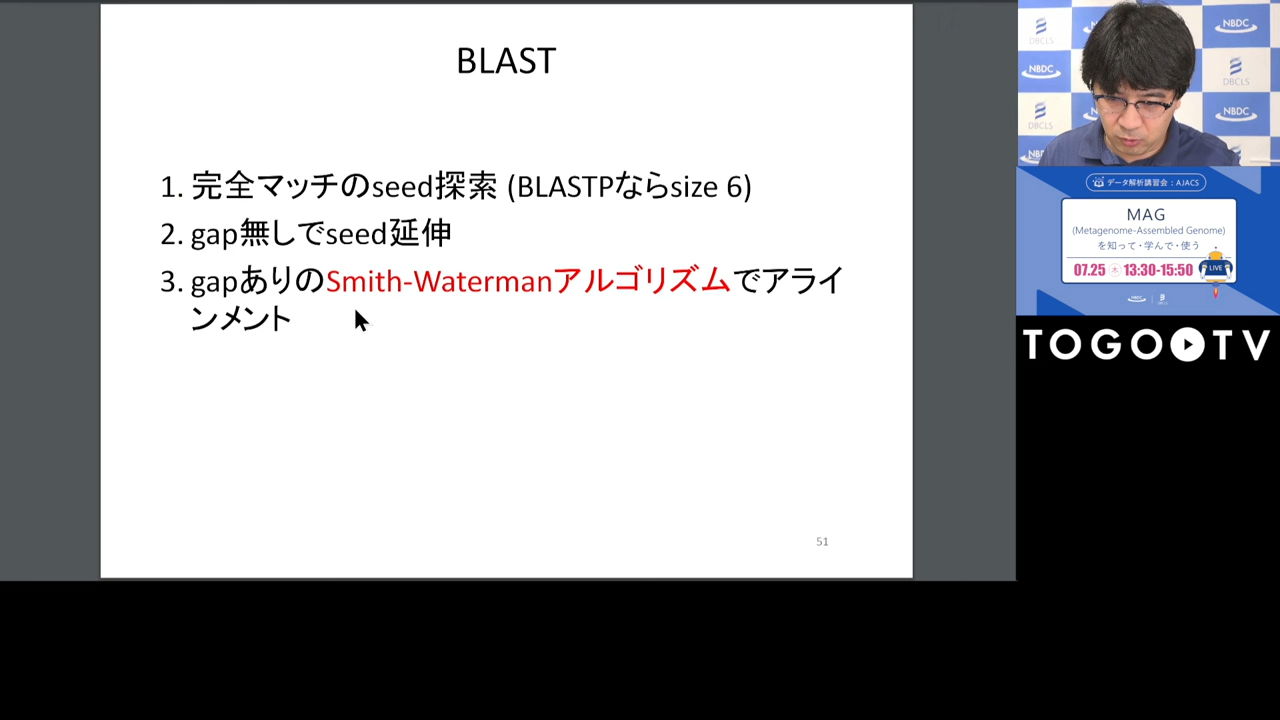 BLAST
1. 完全マッチのseed探索 (BLASTPならsize 6)
2. gap無しでseed延伸
3. gapありのSmith-Watermanアルゴリズムでアライ
ンメント
51
DBCLS
NBDC
NBDC
DBCLS
DBCLS
NBDC
データ解析講習会：AJACS
MAG
(Metagenome-Assembled Genome)
を知って・学んで・使う
07.25 木 13:30-15:50
LIVE
TOGO TV